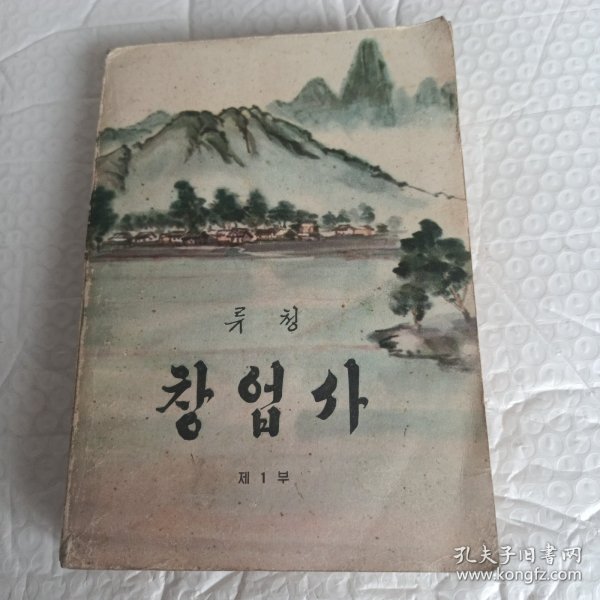 류청
창업사
제 1 부
孔夫子旧书网
www.kongfz.com